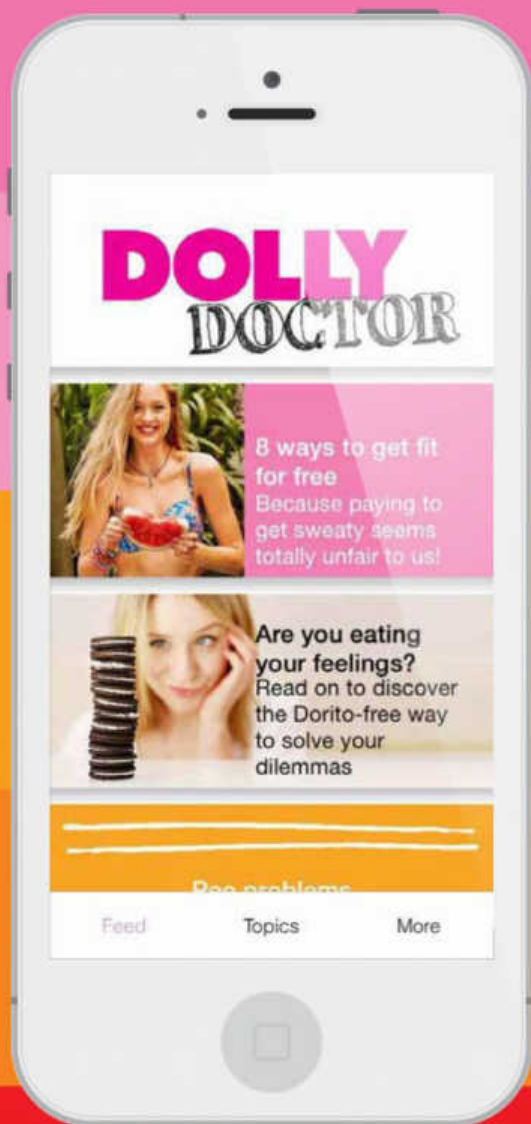 DOLLY
DOCTOR
8 ways to get fit
for free
Because paying to
get sweaty seems
totally unfair to us!
Are you eating
your feelings?
Read on to discover
the Dorito-free way
to solve your
dilemmas
Pee problems
Feed Topics More